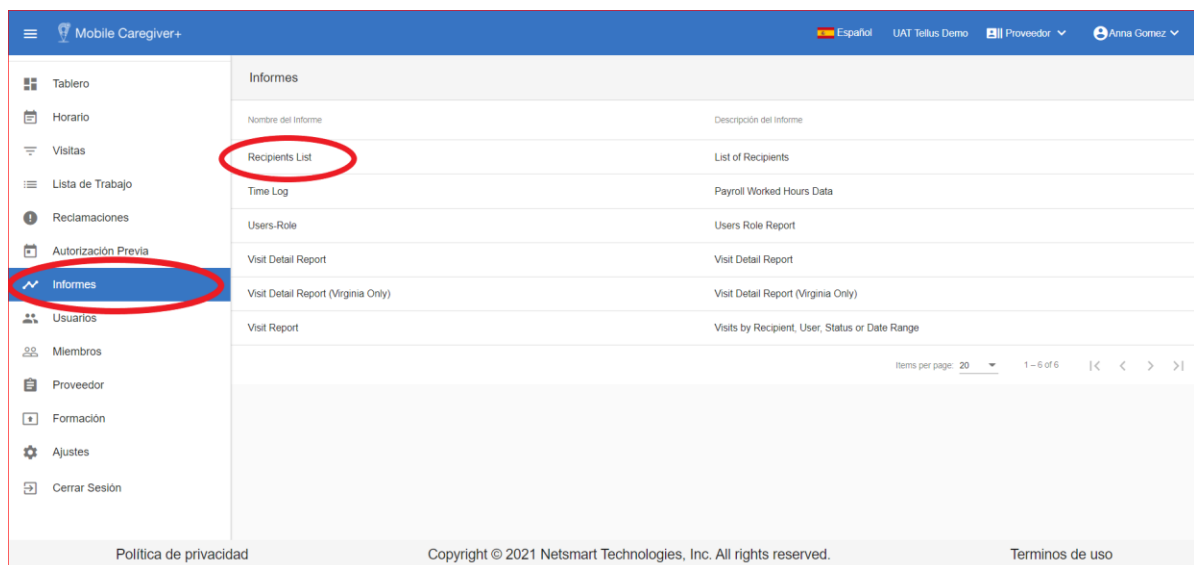 Mobile Caregiver+
Español UAT Tellus Demo Proveedor Anna Gomez
Tablero
Horario
Visitas
Lista de Trabajo
Reclamaciones
Autorización Previa
Informes
Usuarios
Miembros
Proveedor
Formación
Ajustes
Cerrar Sesión
Informes
Nombre del Informe Descripción del Informe
Recipients List List of Recipients
Time Log Payroll Worked Hours Data
Users-Role Users Role Report
Visit Detail Report Visit Detail Report
Visit Detail Report (Virginia Only) Visit Detail Report (Virginia Only)
Visit Report Visits by Recipient, User, Status or Date Range
Items per page: 20 1 – 6 of 6
Política de privacidad Copyright © 2021 Netsmart Technologies, Inc. All rights reserved. Terminos de uso